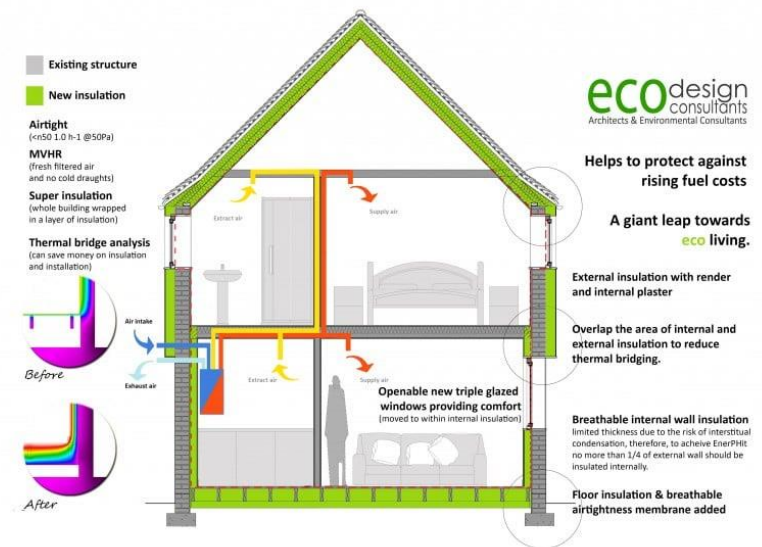 Existing structure
New insulation
Airtight
(<n50 1.0 h-1 @50Pa)
MVHR
(fresh filtered air
and no cold draughts)
Super insulation
(whole building wrapped
in a layer of insulation)
Thermal bridge analysis
(can save money on insulation
and installation)
Before
After
Air intake
Exhaust air
Extract air
Supply air
Extract air
Supply air
Openable new triple glazed
windows providing comfort
(moved to within internal insulation)
eco design
consultants
Architects & Environmental Consultants
Helps to protect against
rising fuel costs
A giant leap towards
eco living.
External insulation with render
and internal plaster
Overlap the area of internal and
external insulation to reduce
thermal bridging.
Breathable internal wall insulation
limited thickness due to the risk of interstitual
condensation, therefore, to acheive EnerPHit
no more than 1/4 of external wall should be
insulated internally.
Floor insulation & breathable
airtightness membrane added